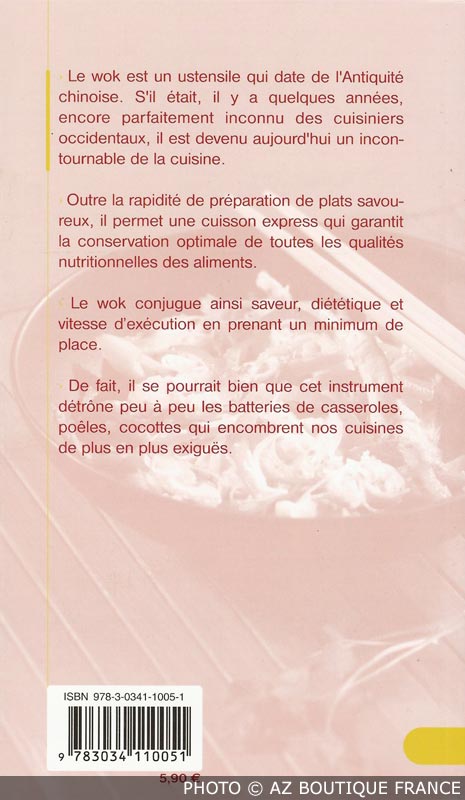 Le wok est un ustensile qui date de l'Antiquité
chinoise. S'il était, il y a quelques années,
encore parfaitement inconnu des cuisiniers
occidentaux, il est devenu aujourd'hui un incon-
tournable de la cuisine.
Outre la rapidité de préparation de plats savou-
reux, il permet une cuisson express qui garantit
la conservation optimale de toutes les qualités
nutritionnelles des aliments.
Le wok conjugue ainsi saveur, diététique et
vitesse d'exécution en prenant un minimum de
place.
De fait, il se pourrait bien que cet instrument
détrône peu à peu les batteries de casseroles,
poêles, cocottes qui encombrent nos cuisines
de plus en plus exiguës.
ISBN 978-3-0341-1005-1
9 783034 110051
5,90 €
PHOTO © AZ BOUTIQUE FRANCE